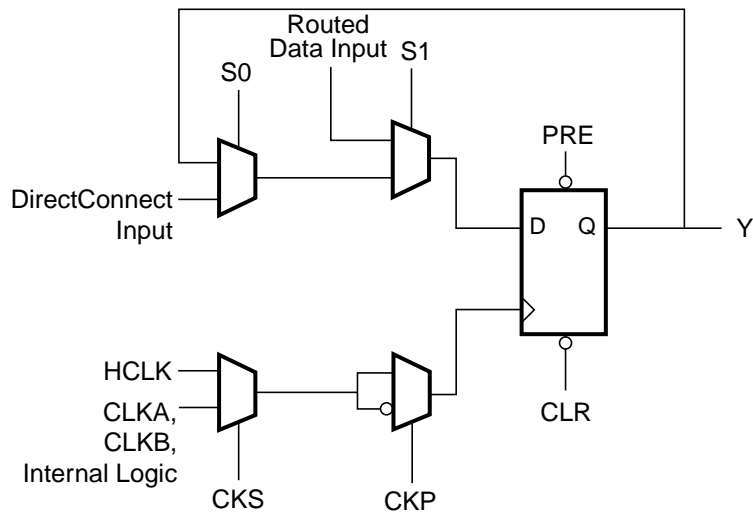 Routed
Data Input
S1
S0
PRE
DirectConnect
Input
D
Q
Y
HCLK
CLKA,
CLKB,
Internal Logic
CLR
CKS
CKP